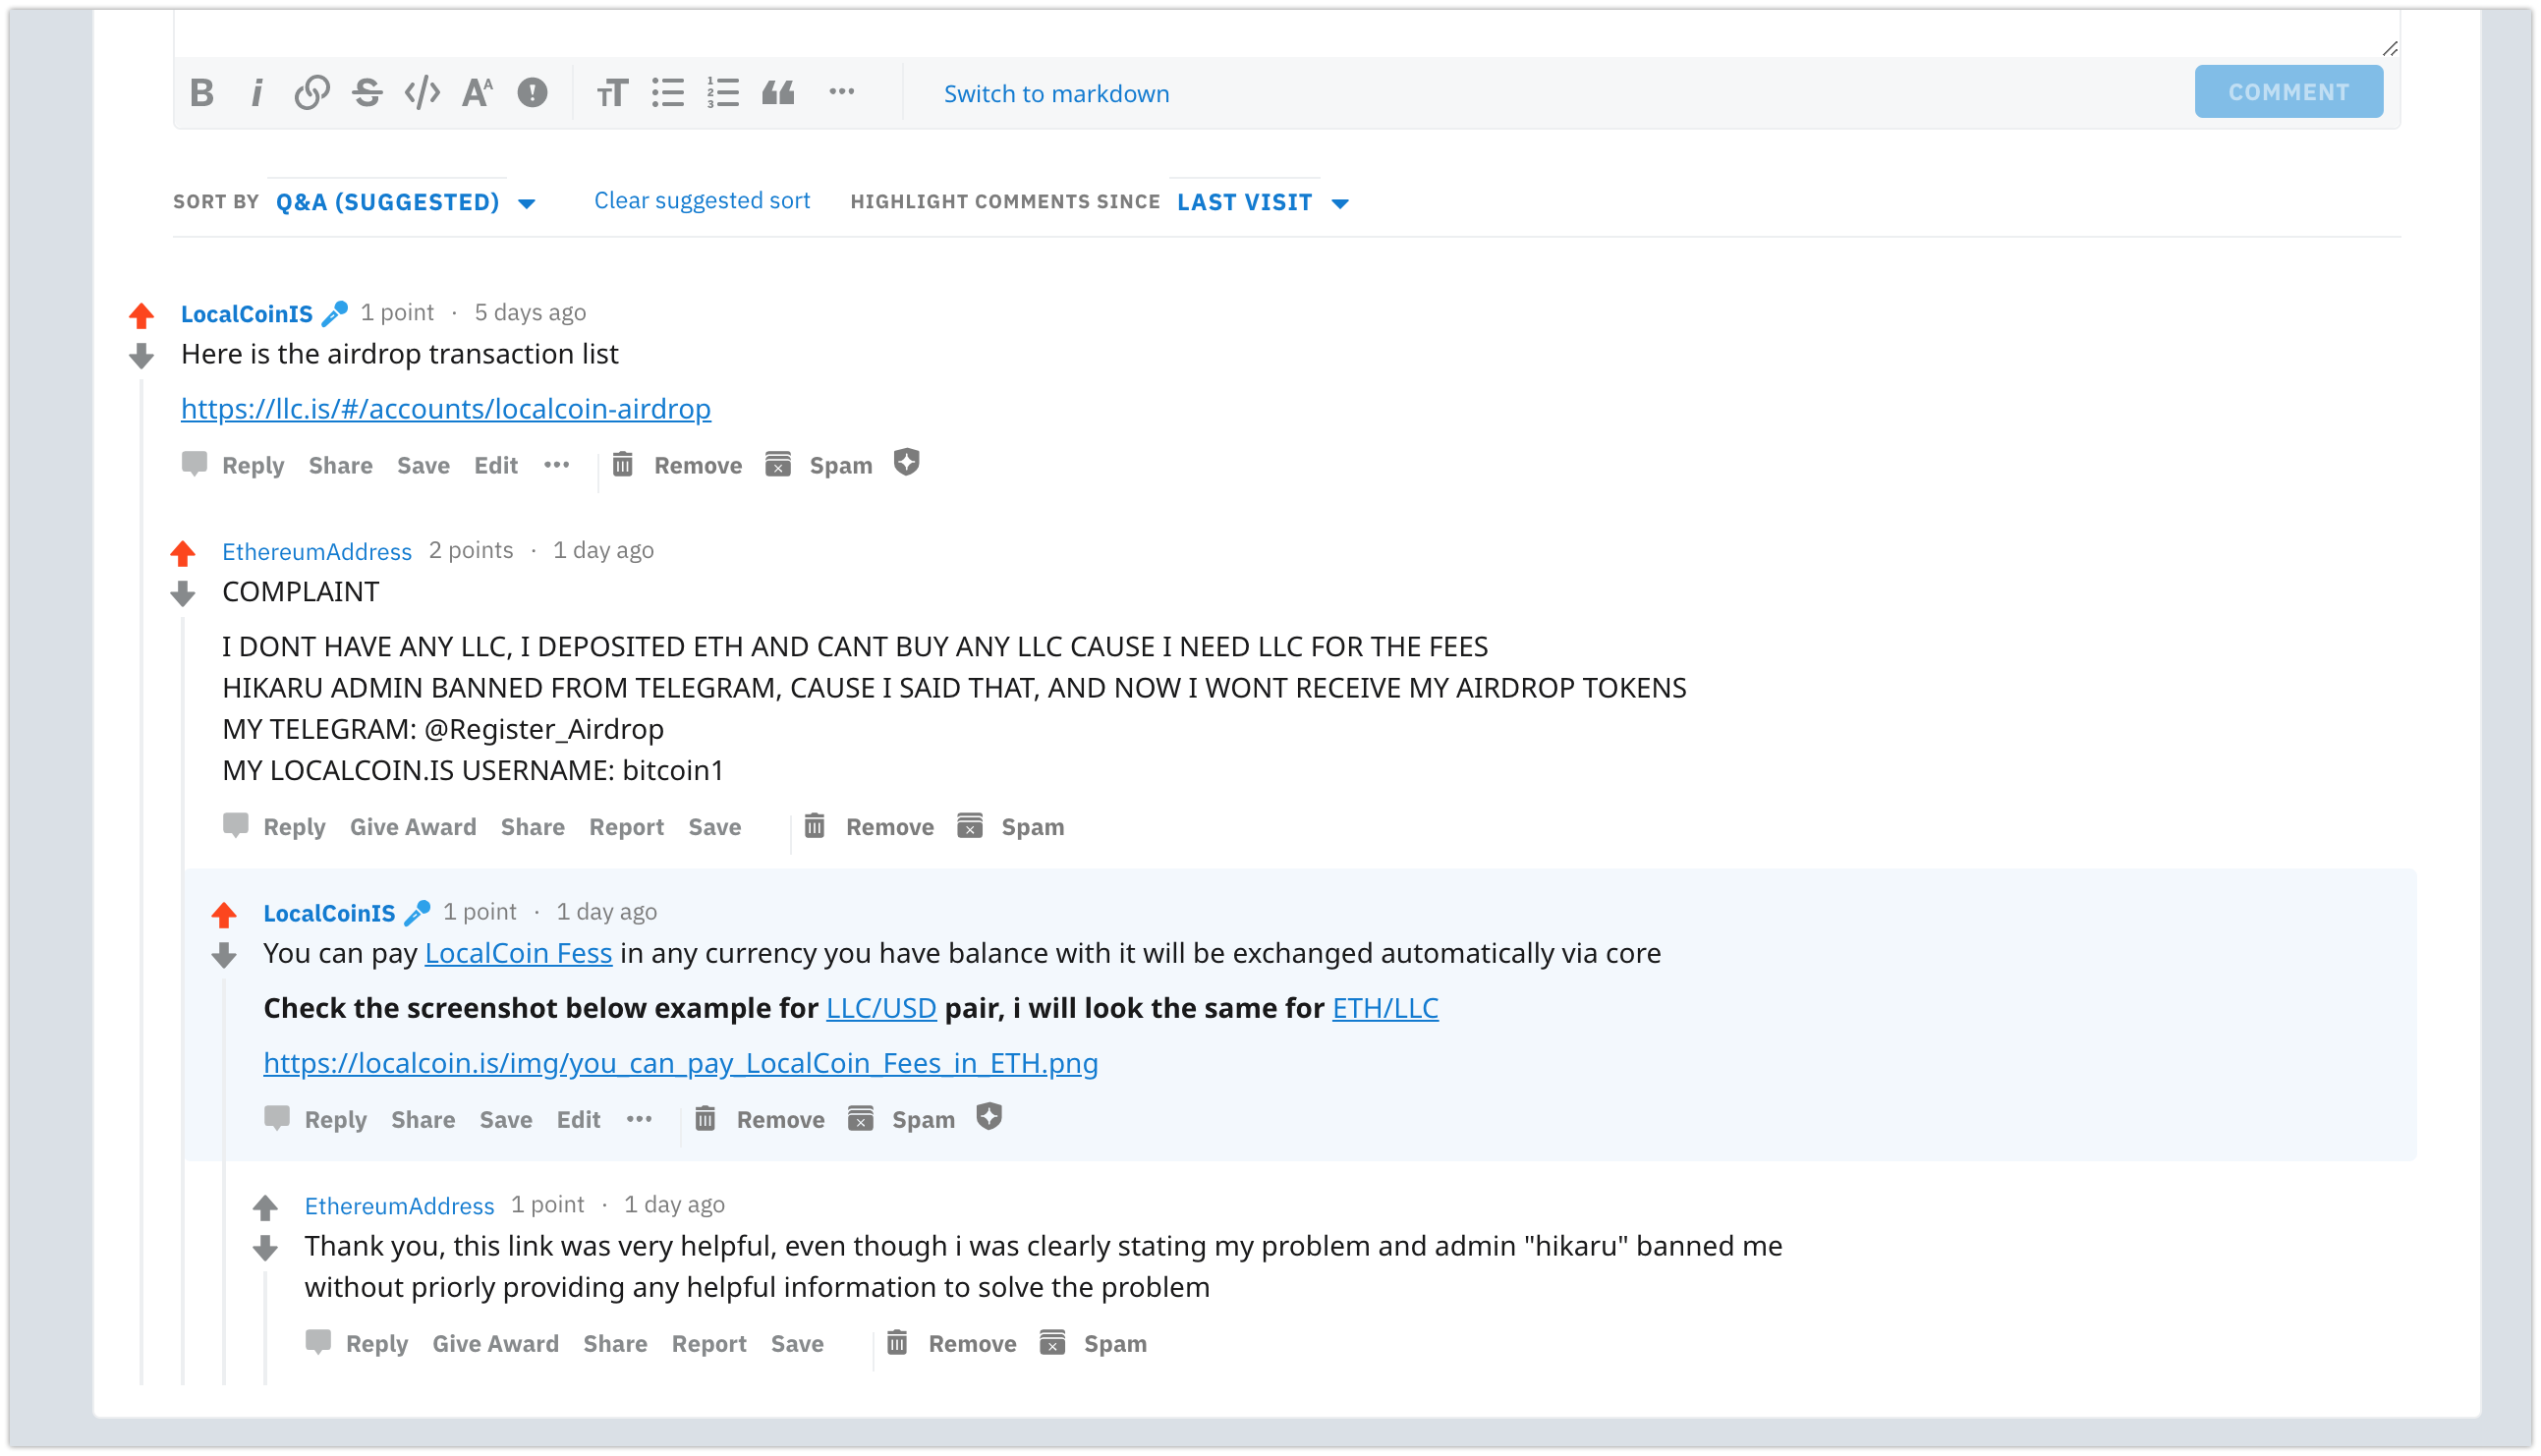 Switch to markdown
COMMENT
SORT BY Q&A (SUGGESTED) Clear suggested sort HIGHLIGHT COMMENTS SINCE LAST VISIT
LocalCoinIS 1 point · 5 days ago
Here is the airdrop transaction list
https://llc.is/#/accounts/localcoin-airdrop
Reply Share Save Edit ••• Remove Spam
EthereumAddress 2 points · 1 day ago
COMPLAINT
I DONT HAVE ANY LLC, I DEPOSITED ETH AND CANT BUY ANY LLC CAUSE I NEED LLC FOR THE FEES
HIKARU ADMIN BANNED FROM TELEGRAM, CAUSE I SAID THAT, AND NOW I WONT RECEIVE MY AIRDROP TOKENS
MY TELEGRAM: @Register_Airdrop
MY LOCALCOIN.IS USERNAME: bitcoin1
Reply Give Award Share Report Save Remove Spam
LocalCoinIS 1 point · 1 day ago
You can pay LocalCoin Fess in any currency you have balance with it will be exchanged automatically via core
Check the screenshot below example for LLC/USD pair, i will look the same for ETH/LLC
https://localcoin.is/img/you_can_pay_LocalCoin_Fees_in_ETH.png
Reply Share Save Edit ••• Remove Spam
EthereumAddress 1 point · 1 day ago
Thank you, this link was very helpful, even though i was clearly stating my problem and admin "hikaru" banned me
without priorly providing any helpful information to solve the problem
Reply Give Award Share Report Save Remove Spam